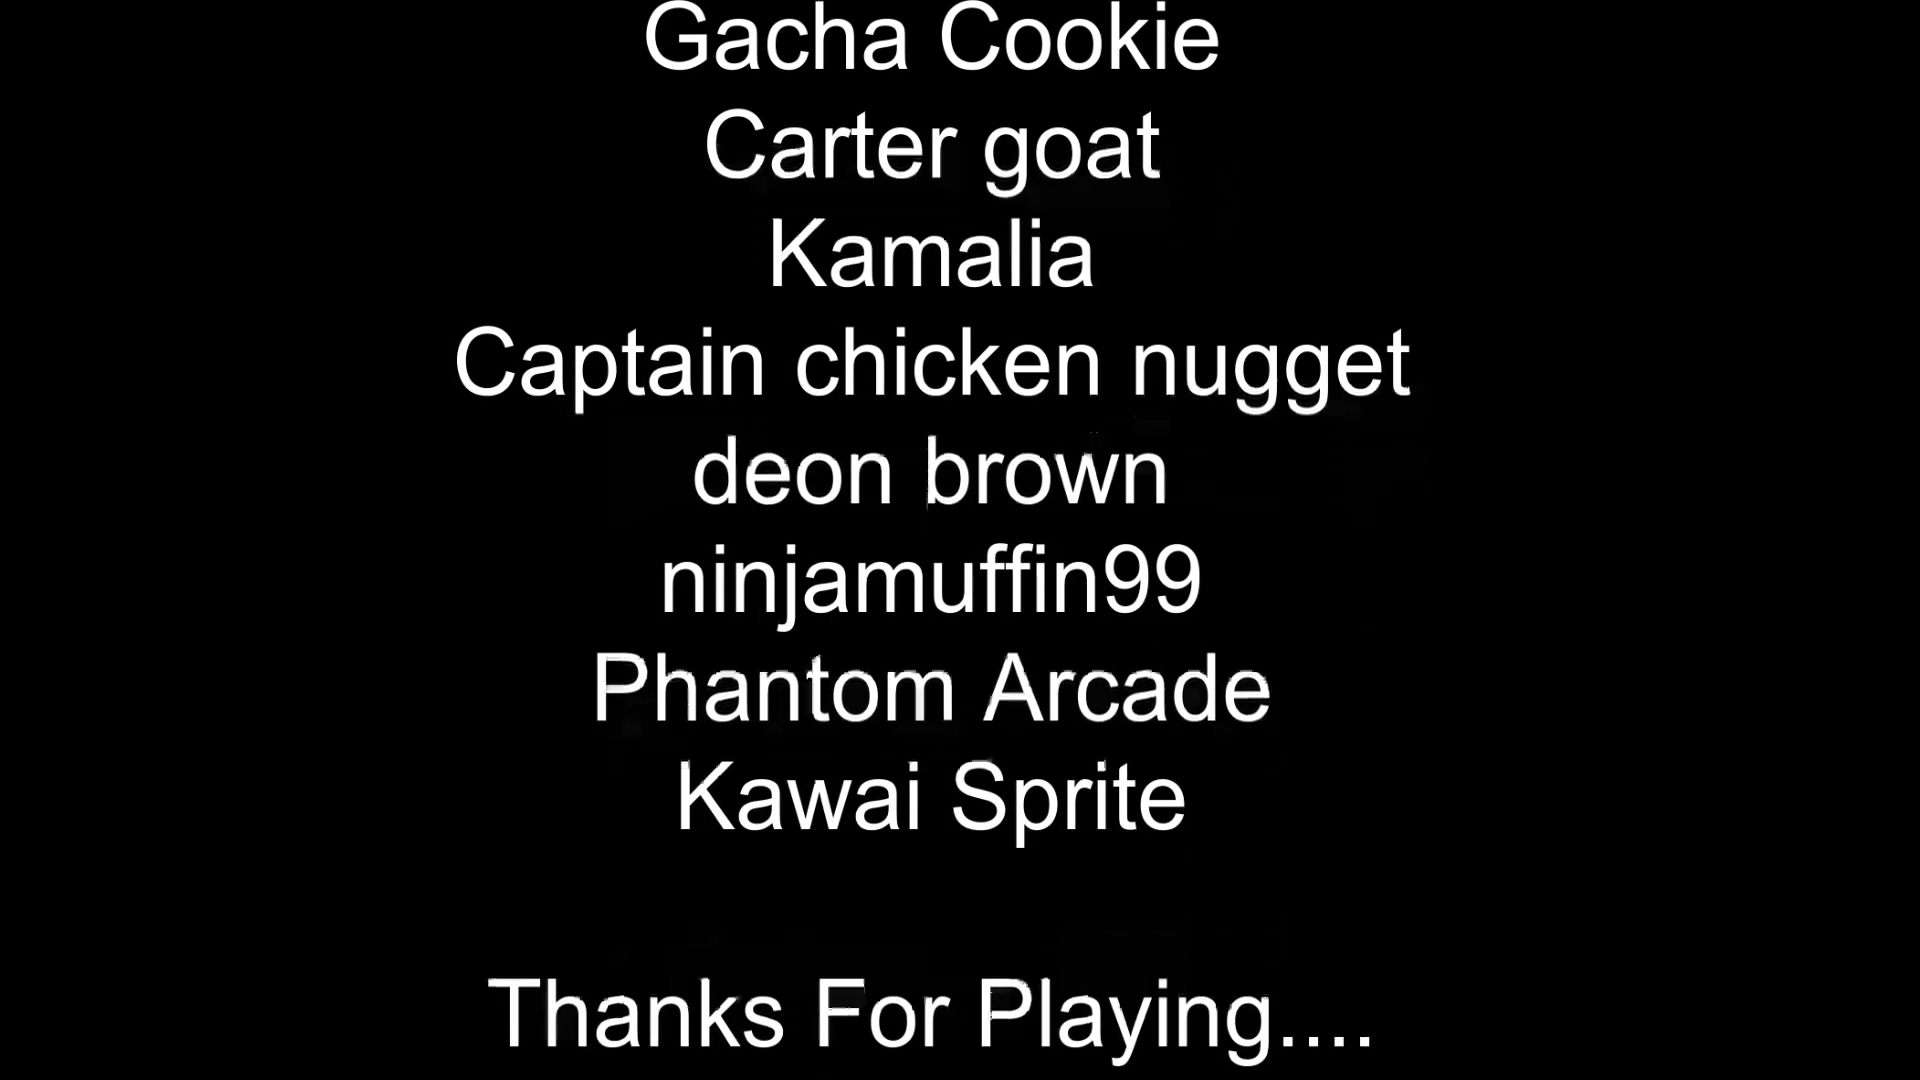 Gacha Cookie
Carter goat
Kamalia
Captain chicken nugget
deon brown
ninjamuffin99
Phantom Arcade
Kawai Sprite
Thanks For Playing....